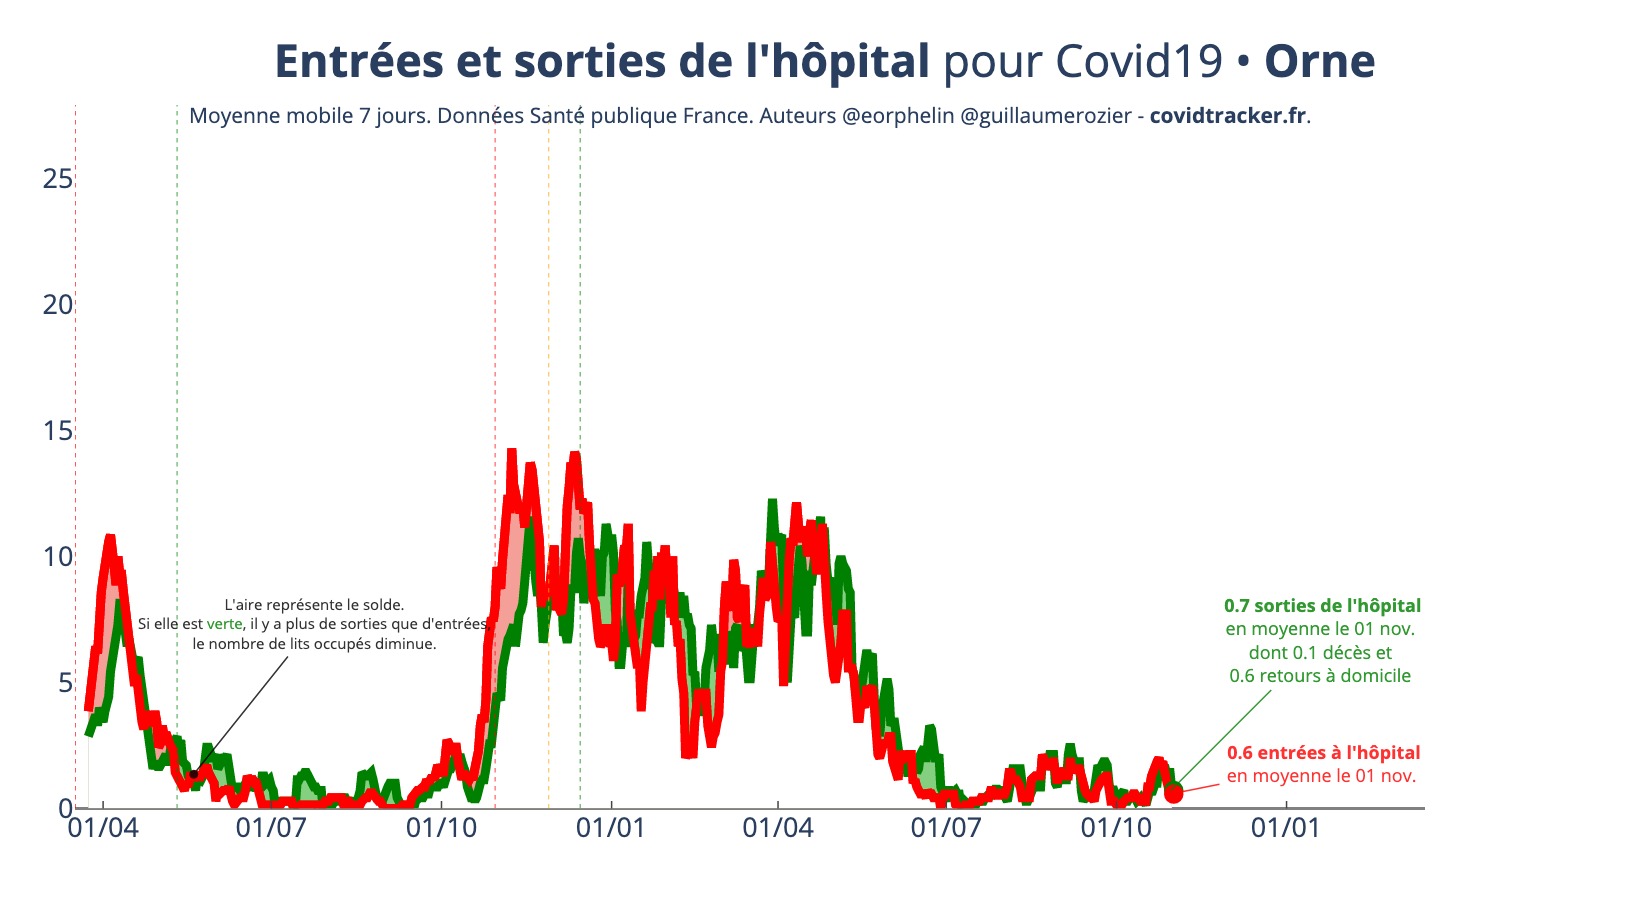 Entrées et sorties de l'hôpital pour Covid19 • Orne
Moyenne mobile 7 jours. Données Santé publique France. Auteurs @eorphelin @guillaumerozier - covidtracker.fr.
25
20
15
10
5
0
L'aire représente le solde.
Si elle est verte, il y a plus de sorties que d'entrées
le nombre de lits occupés diminue.
0.7 sorties de l'hôpital
en moyenne le 01 nov.
dont 0.1 décès et
0.6 retours à domicile
0.6 entrées à l'hôpital
en moyenne le 01 nov.
01/04 01/07 01/10 01/01 01/04 01/07 01/10 01/01